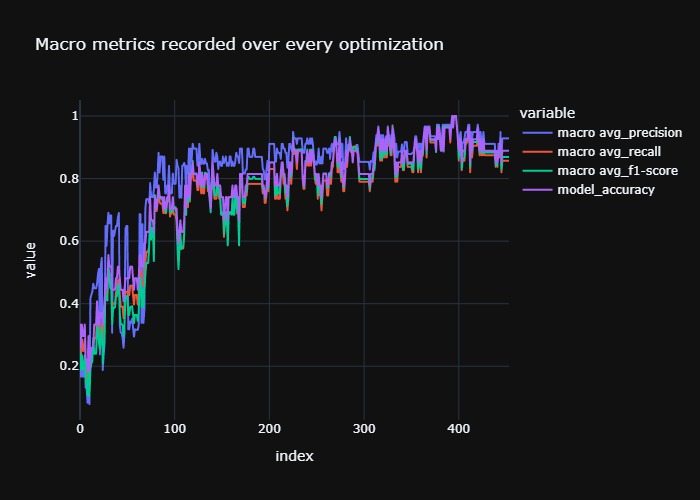 Macro metrics recorded over every optimization
variable
macro avg_precision
macro avg_recall
macro avg_f1-score
model_accuracy
value
1
0.8
0.6
0.4
0.2
0 100 200 300 400
index